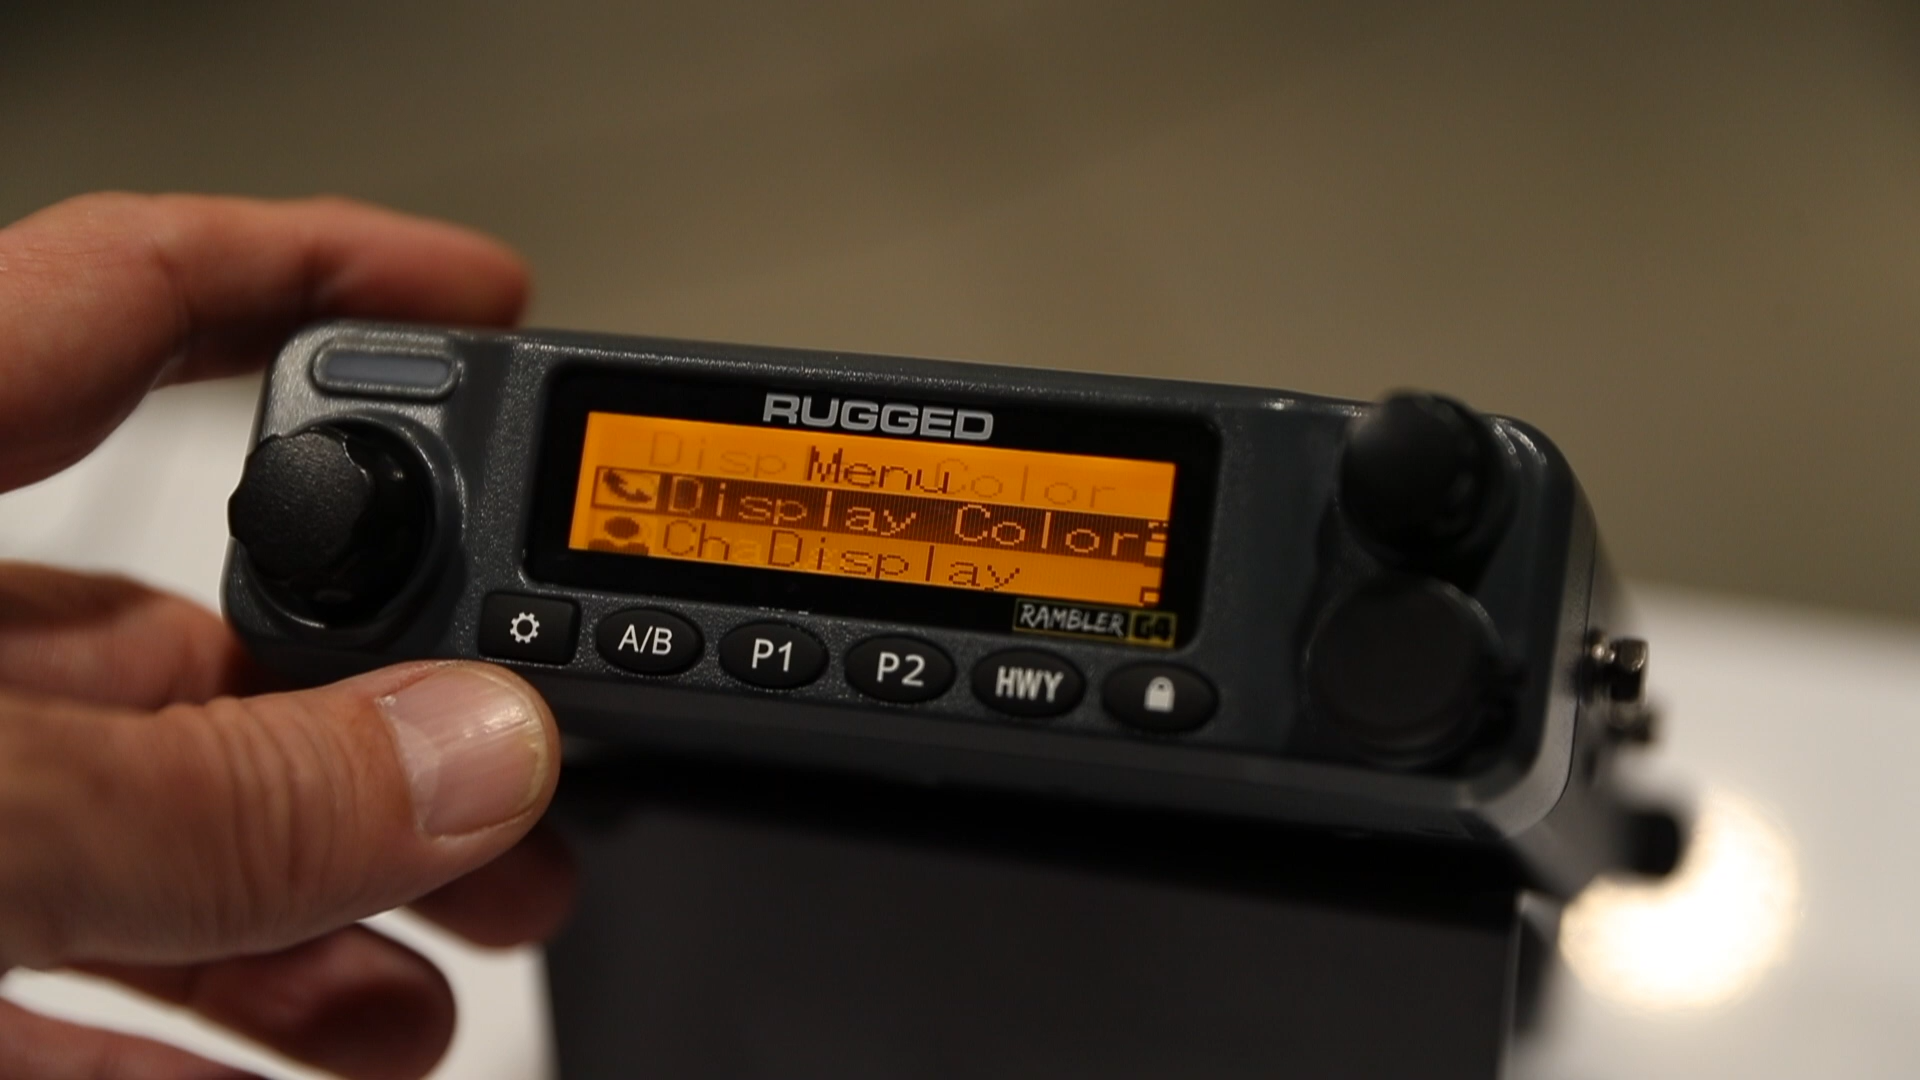 RUGGED
Menu
Display Color
Display
RAMBLER G4
A/B P1 P2 HWY